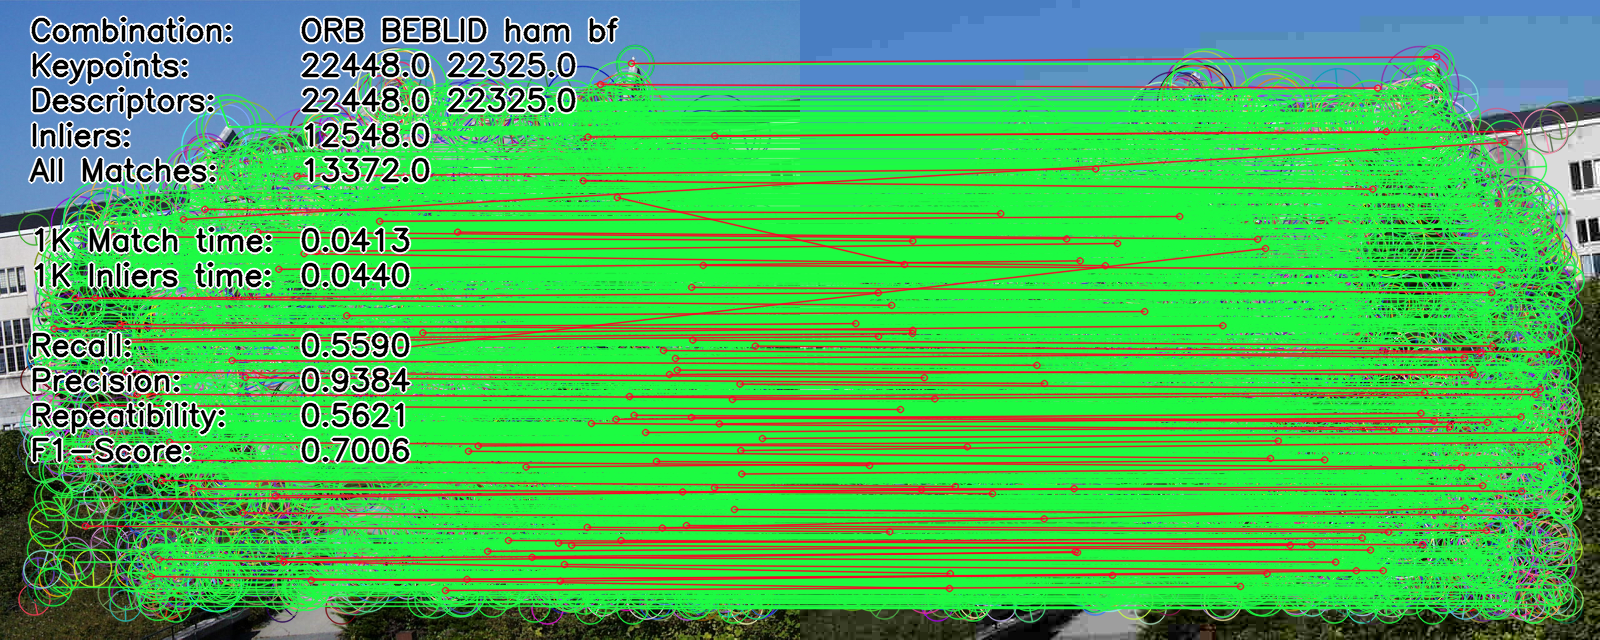 Combination: ORB BEBLID ham bf
Keypoints: 22448.0 22325.0
Descriptors: 22448.0 22325.0
Inliers: 12548.0
All Matches: 13372.0
1K Match time: 0.0413
1K Inliers time: 0.0440
Recall: 0.5590
Precision: 0.9384
Repeatibility: 0.5621
F1-Score: 0.7006